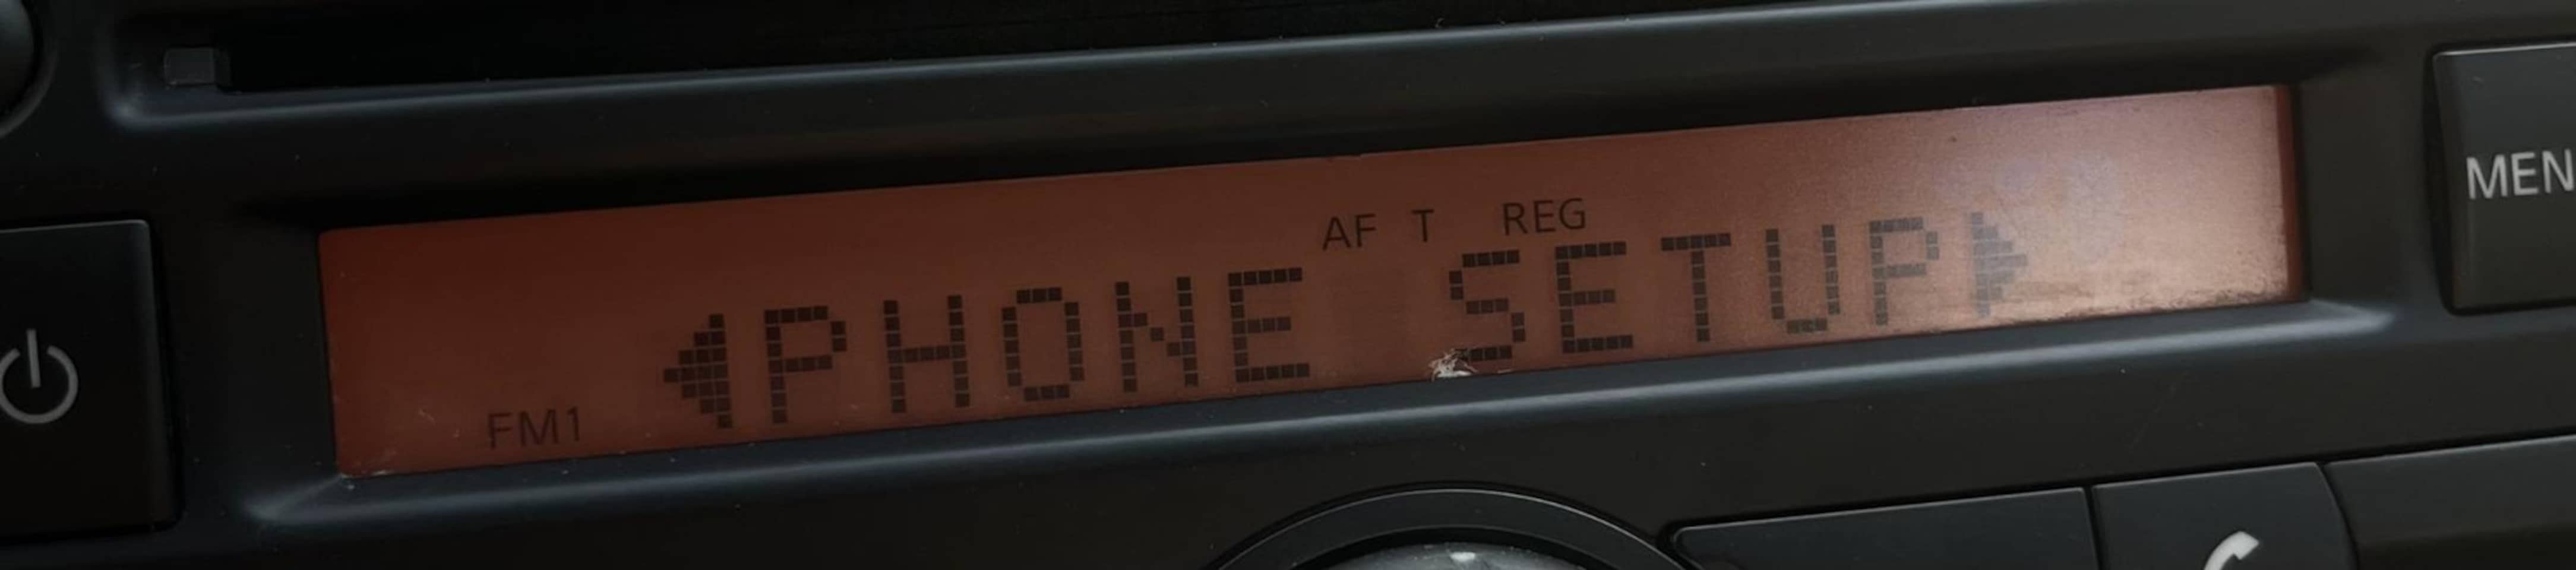 AF T REG
◀PHONE SETUP▶
FM1
MEN